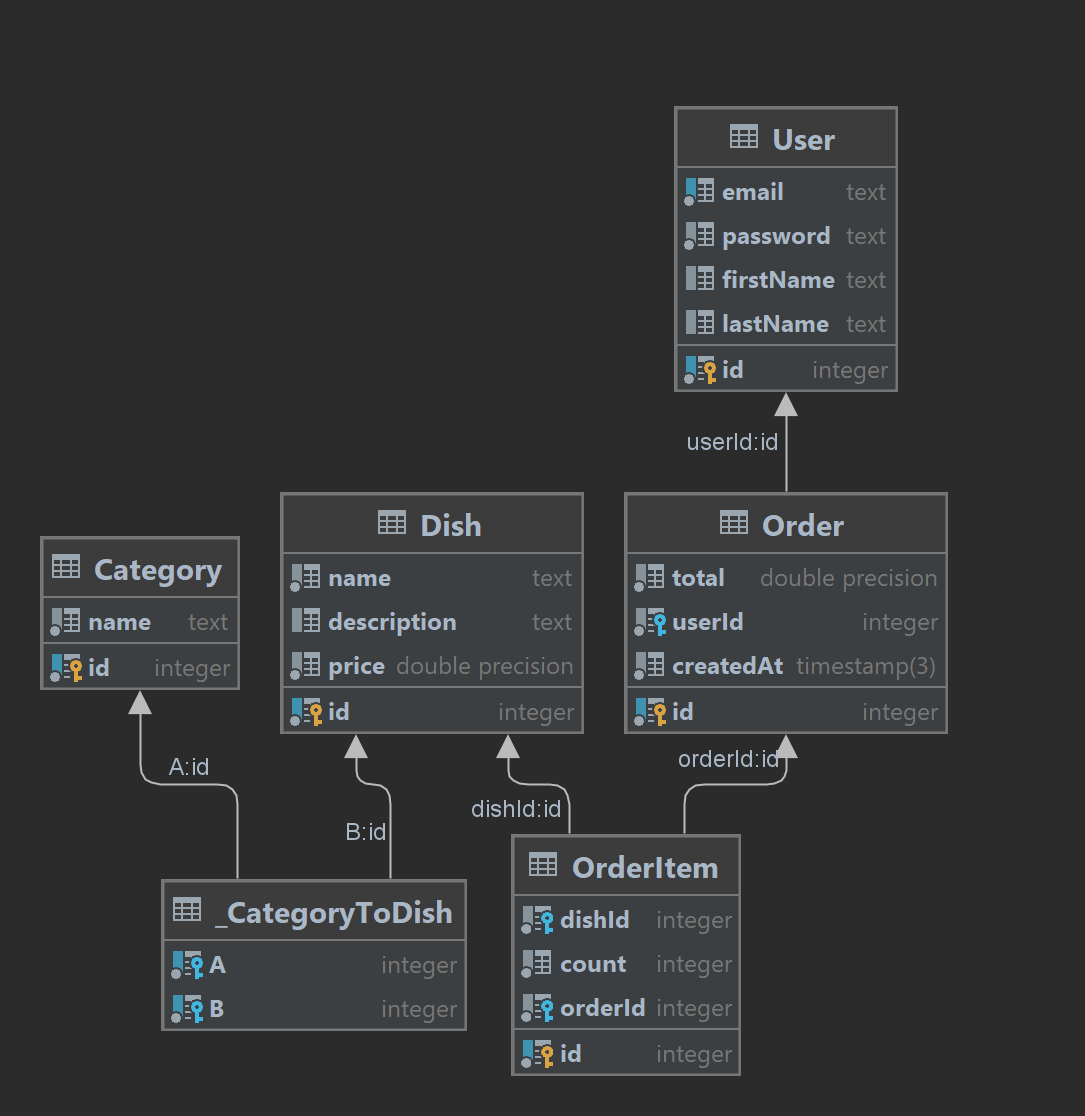 User
email text
password text
firstName text
lastName text
id integer
userId:id
Category
name text
id integer
Dish
name text
description text
price double precision
id integer
Order
total double precision
userId integer
createdAt timestamp(3)
id integer
A:id
B:id
dishId:id
orderId:id
_CategoryToDish
A integer
B integer
OrderItem
dishId integer
count integer
orderId integer
id integer